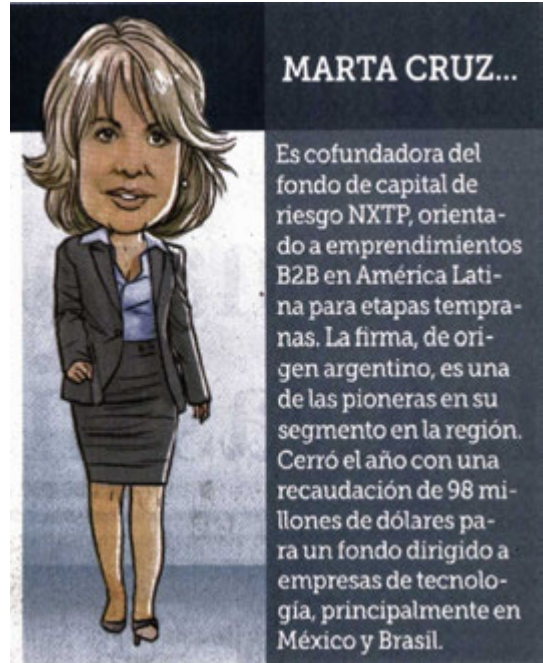 MARTA CRUZ...
Es cofundadora del
fondo de capital de
riesgo NXTP, orienta-
do a emprendimientos
B2B en América Lati-
na para etapas tempra-
nas. La firma, de ori-
gen argentino, es una
de las pioneras en su
segmento en la región.
Cerró el año con una
recaudación de 98 mi-
llones de dólares pa-
ra un fondo dirigido a
empresas de tecnolo-
gía, principalmente en
México y Brasil.